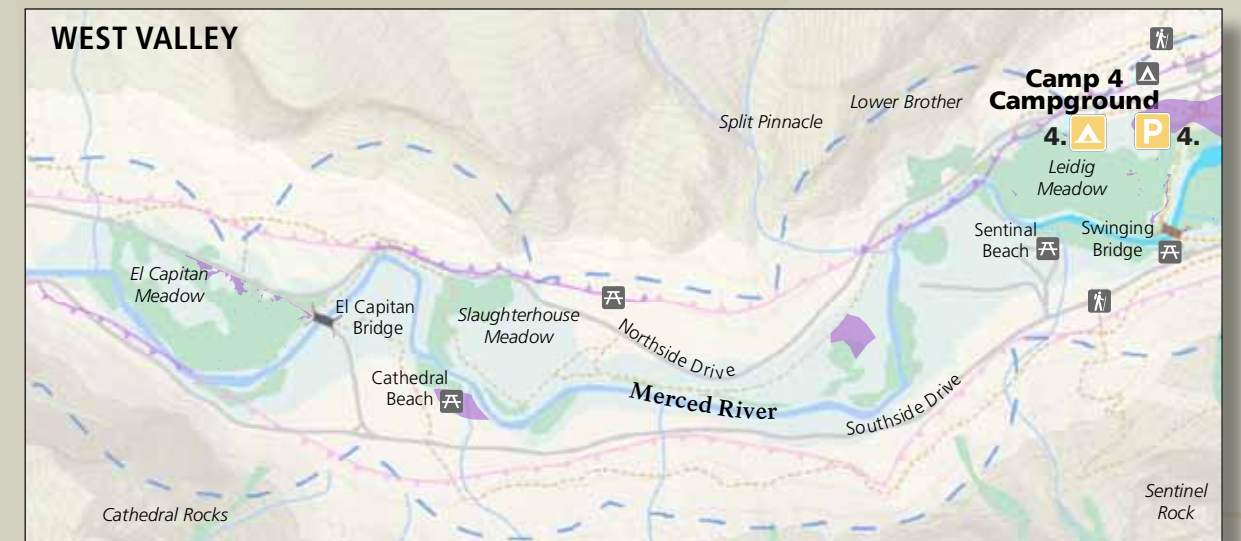 WEST VALLEY
Camp 4
Campground
4.
P
4.
Lower Brother
Split Pinnacle
Leidig
Meadow
Sentinal
Beach
Swinging
Bridge
El Capitan
Meadow
El Capitan
Bridge
Slaughterhouse
Meadow
Northside Drive
Cathedral
Beach
Merced River
Southside Drive
Cathedral Rocks
Sentinel
Rock